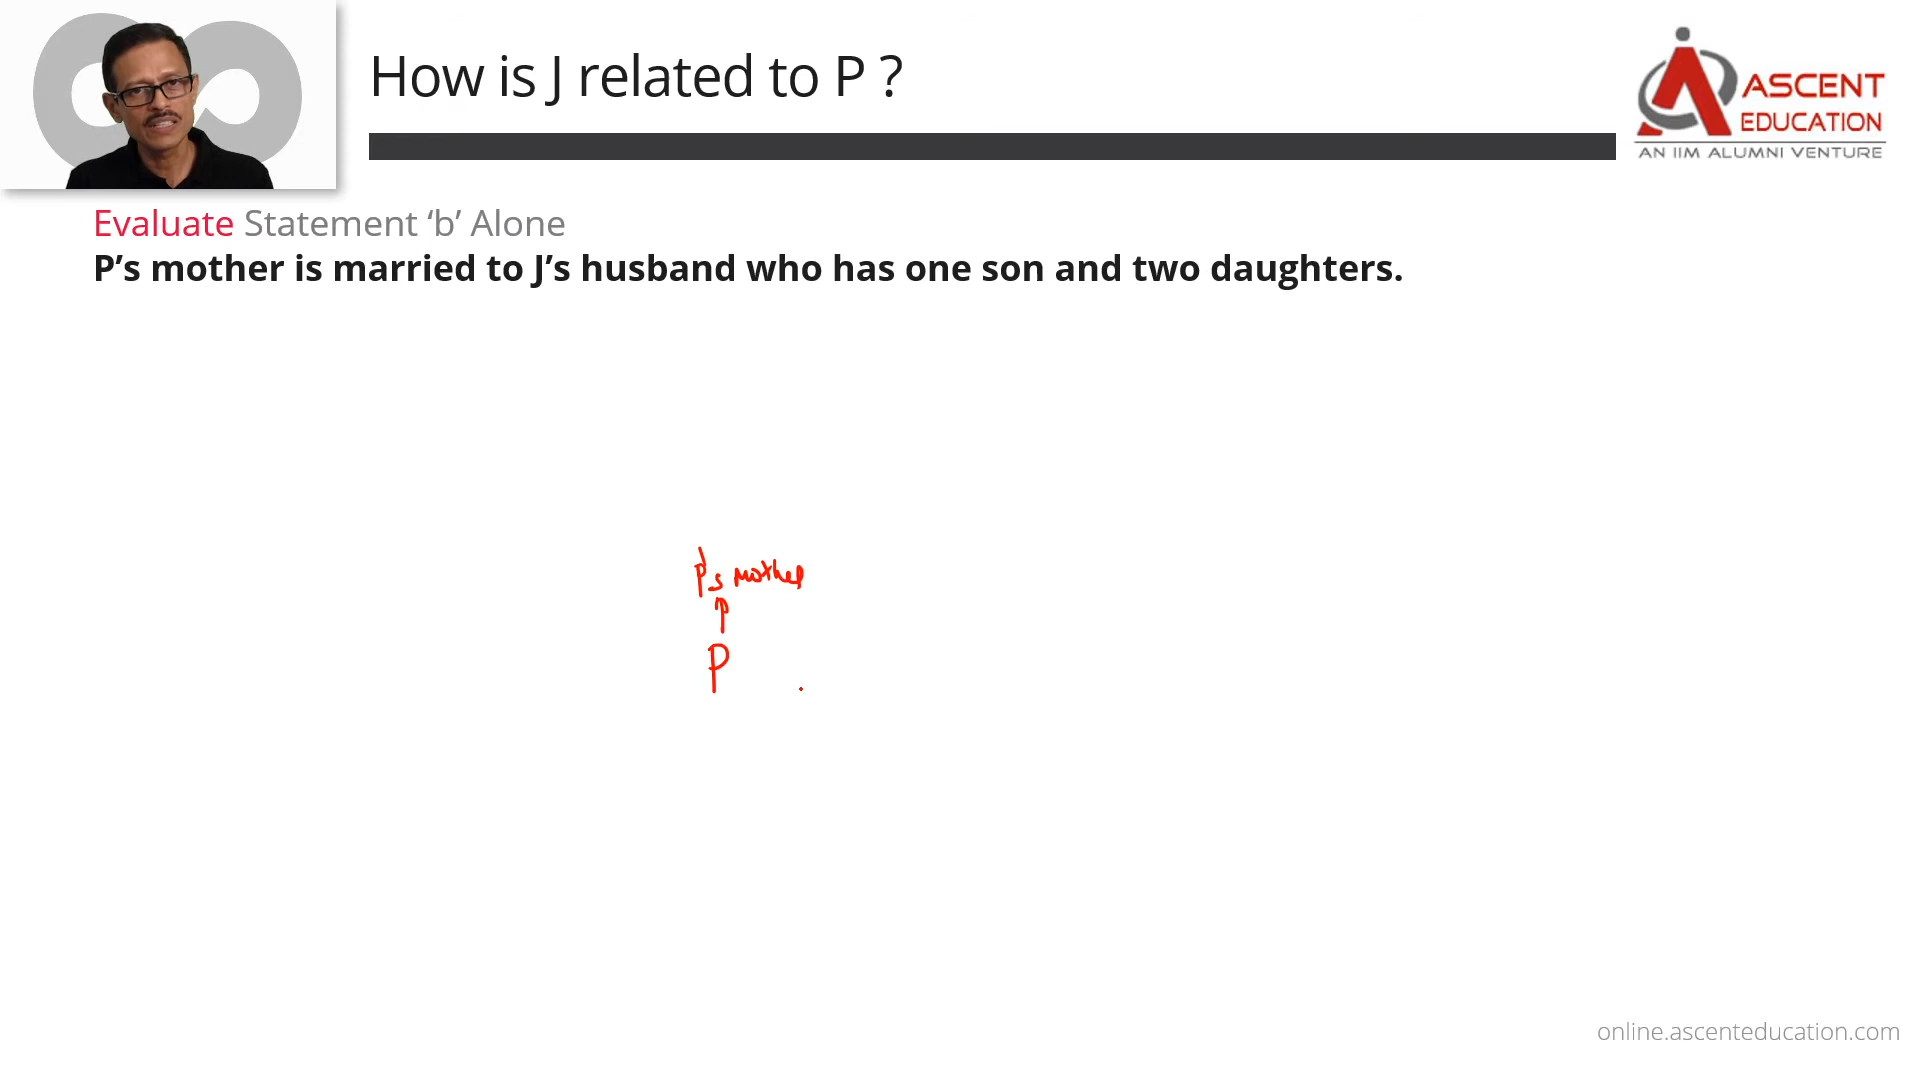 How is J related to P ?
ASCENT
EDUCATION
AN IIM ALUMNI VENTURE
Evaluate Statement ‘b’ Alone
P’s mother is married to J’s husband who has one son and two daughters.
P's mother
P
online.ascenteducation.com